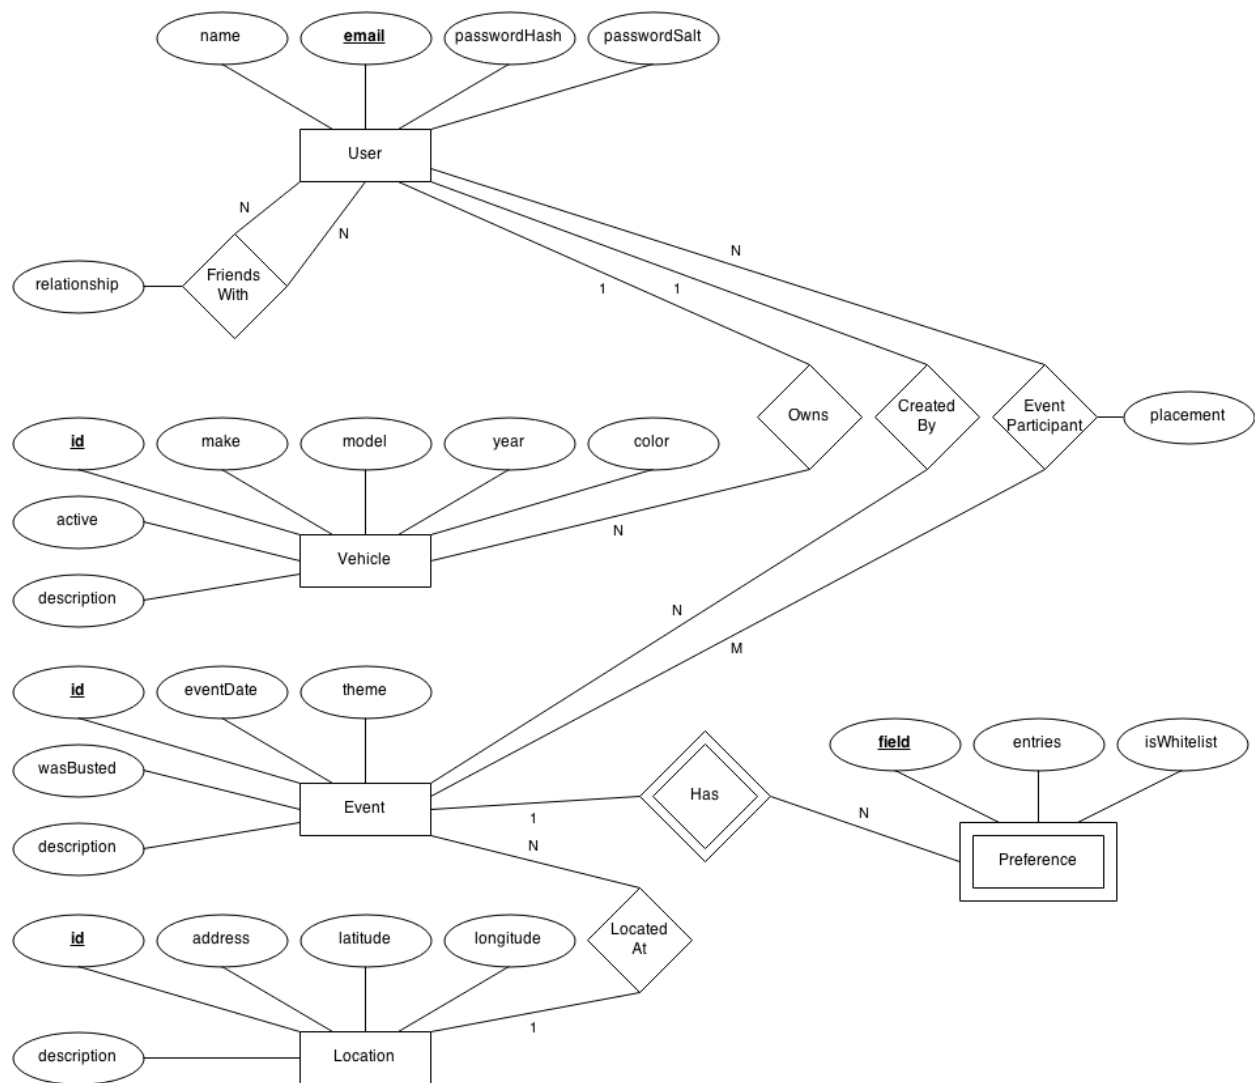 name
email
passwordHash
passwordSalt
User
N
N
relationship
Friends
With
N
1
1
Owns
Created
By
Event
Participant
placement
id
make
model
year
color
active
N
Vehicle
description
N
M
id
eventDate
theme
wasBusted
Event
description
1
Has
N
field
entries
isWhitelist
Preference
N
id
address
latitude
longitude
Located
At
1
description
Location